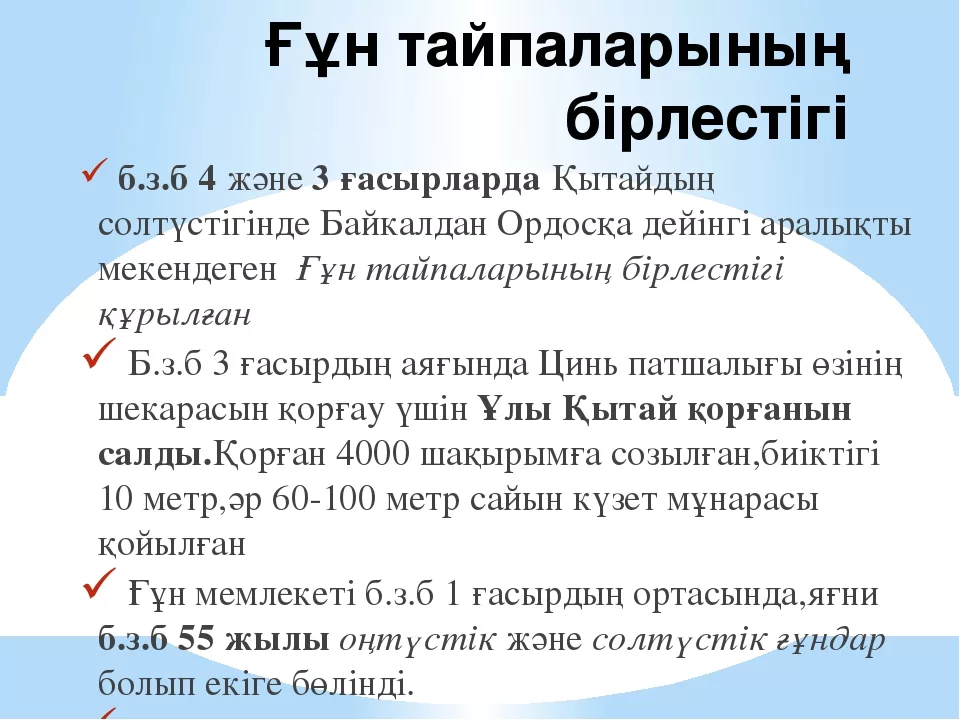 Ғұн тайпаларының
бірлестігі
б.з.б 4 және 3 ғасырларда Қытайдың
солтүстігінде Байкалдан Ордосқа дейінгі аралықты
мекендеген Ғұн тайпаларының бірлестігі
құрылған
Б.з.б 3 ғасырдың аяғында Цинь патшалығы өзінің
шекарасын қорғау үшін Ұлы Қытай қорғанын
салды.Қорған 4000 шақырымға созылған,биіктігі
10 метр,әр 60-100 метр сайын күзет мұнарасы
қойылған
Ғұн мемлекеті б.з.б 1 ғасырдың ортасында,яғни
б.з.б 55 жылы оңтүстік және солтүстік ғұндар
болып екіге бөлінді.